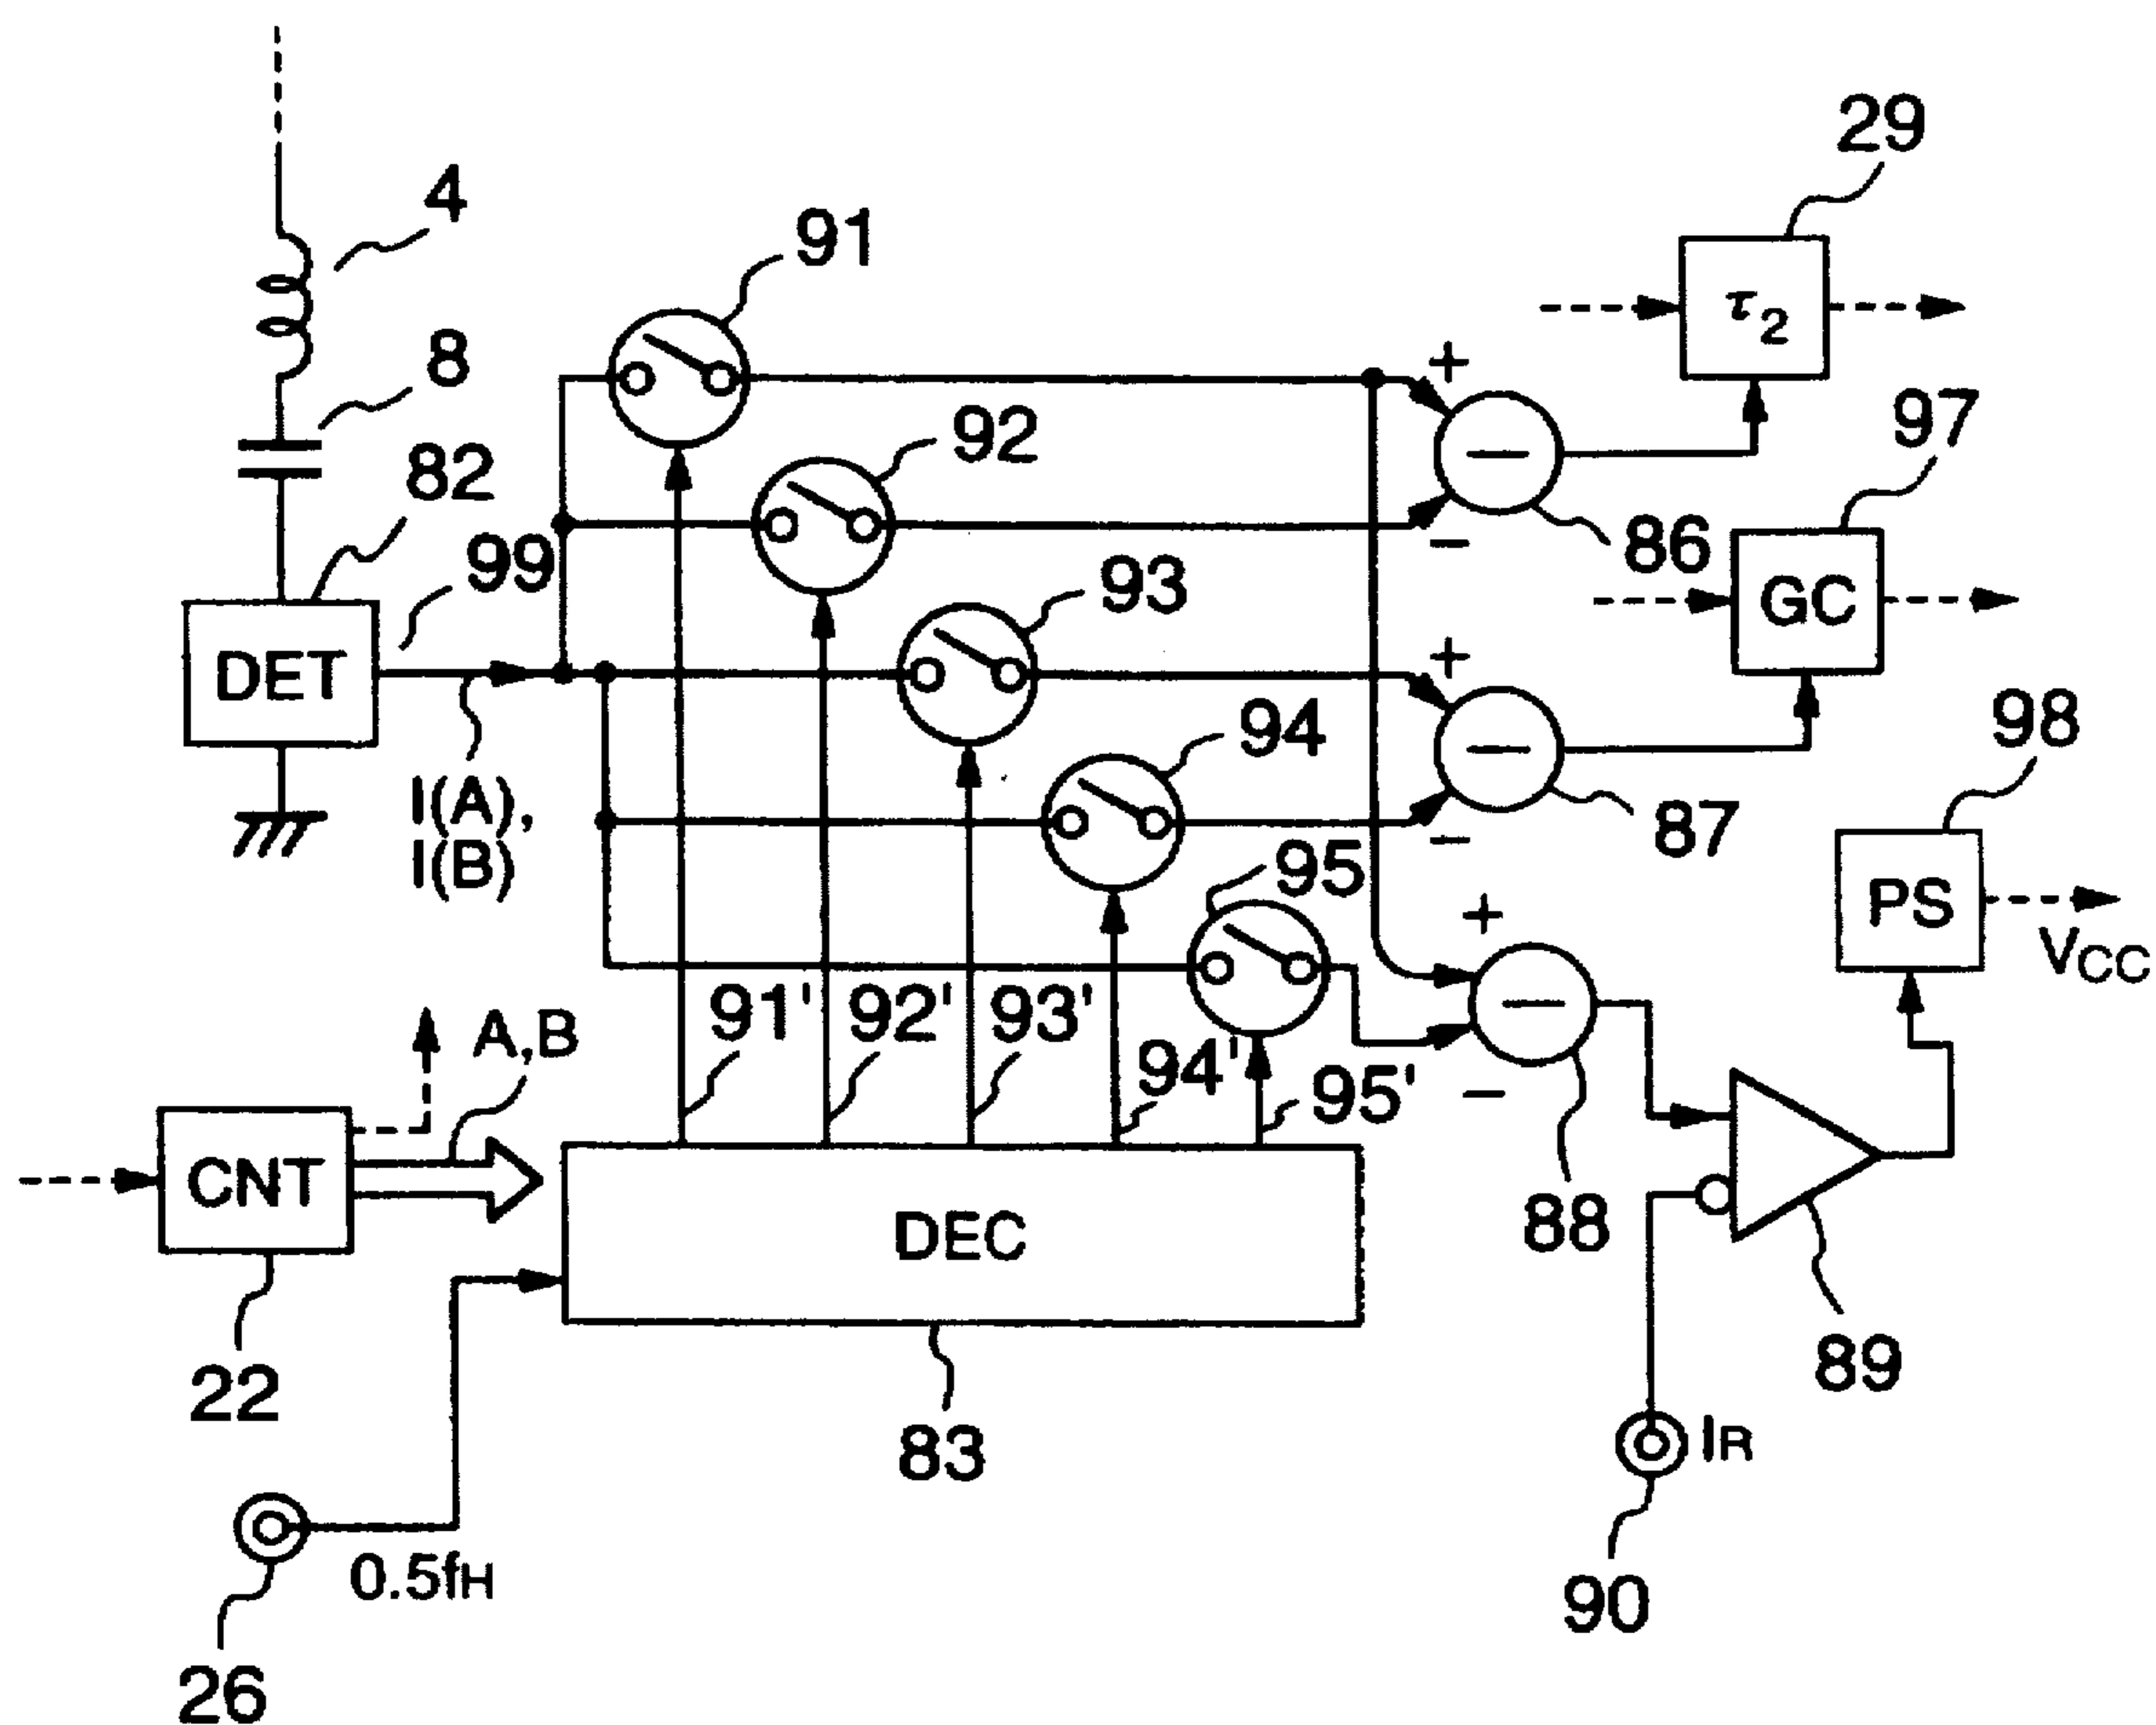 29
4
91
τ2
+
8
97
92
82
99
86
−
93
GC
+
DET
98
94
I(A),
I(B)
87
−
95
PS
+
VCC
91'
92'
93'
A,B
94'
95'
−
CNT
DEC
88
22
89
83
IR
0.5fH
90
26